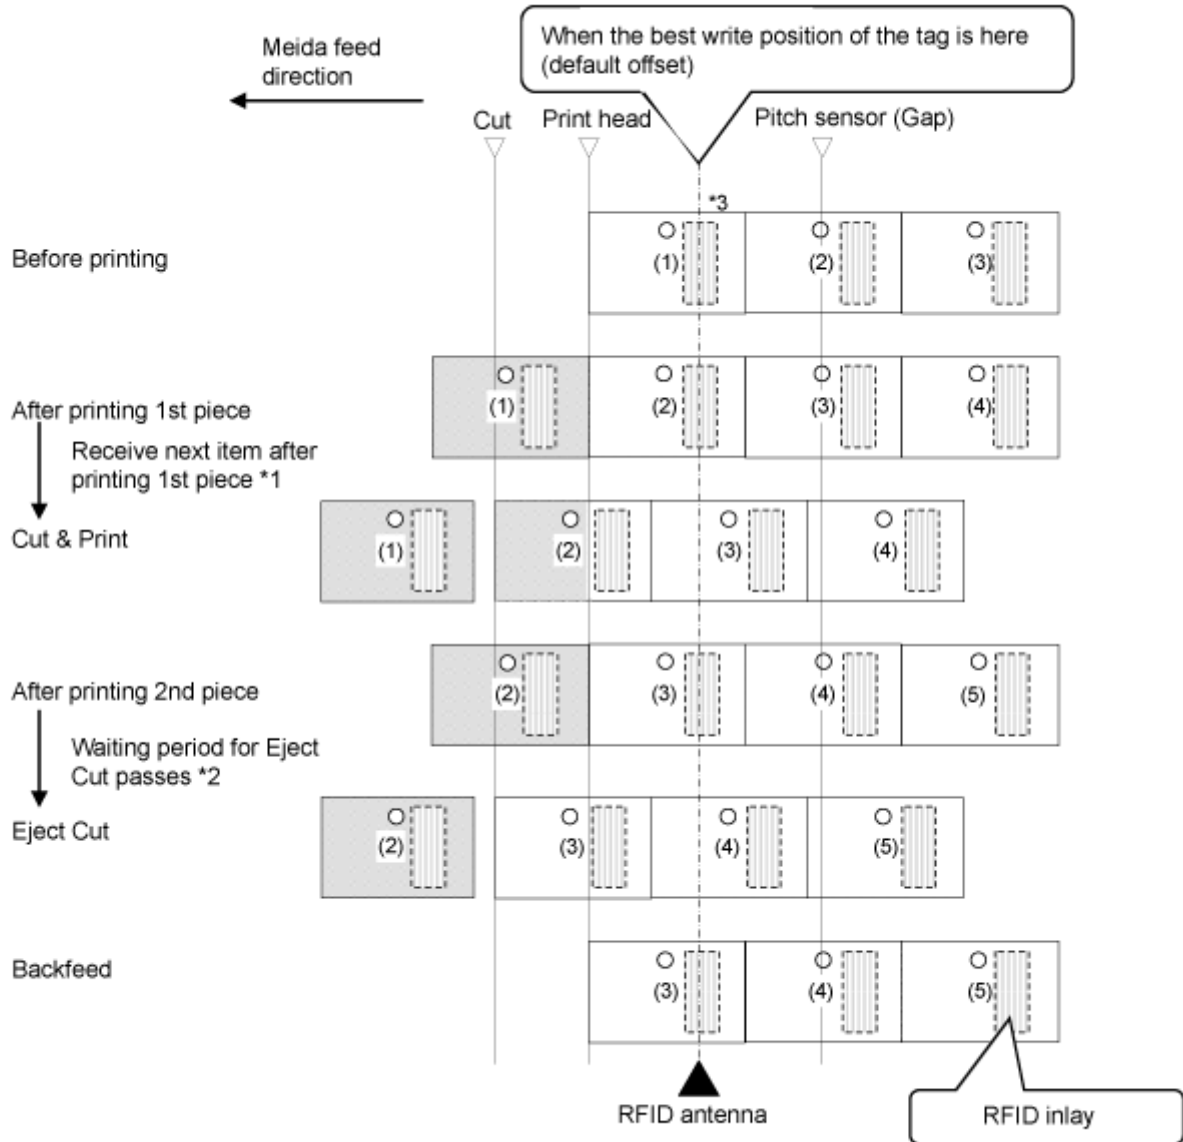 When the best write position of the tag is here
(default offset)
Meida feed
direction
Cut
Print head
Pitch sensor (Gap)
*3
Before printing
(1)
(2)
(3)
After printing 1st piece
(1)
(2)
(3)
(4)
Receive next item after
printing 1st piece *1
Cut & Print
(1)
(2)
(3)
(4)
After printing 2nd piece
(2)
(3)
(4)
(5)
Waiting period for Eject
Cut passes *2
Eject Cut
(2)
(3)
(4)
(5)
Backfeed
(3)
(4)
(5)
RFID antenna
RFID inlay